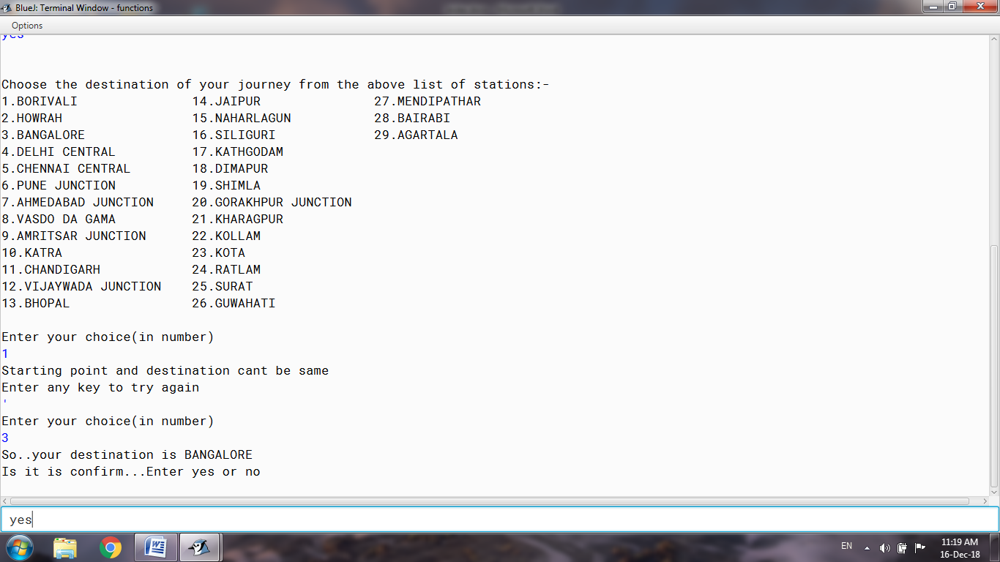 BlueJ: Terminal Window - functions
Options
yes
Choose the destination of your journey from the above list of stations:-
1.BORIVALI 14.JAIPUR 27.MENDIPATHAR
2.HOWRAH 15.NAHARLAGUN 28.BAIRABI
3.BANGALORE 16.SILIGURI 29.AGARTALA
4.DELHI CENTRAL 17.KATHGODAM
5.CHENNAI CENTRAL 18.DIMAPUR
6.PUNE JUNCTION 19.SHIMLA
7.AHMEDABAD JUNCTION 20.GORAKHPUR JUNCTION
8.VASDO DA GAMA 21.KHARAGPUR
9.AMRITSAR JUNCTION 22.KOLLAM
10.KATRA 23.KOTA
11.CHANDIGARH 24.RATLAM
12.VIJAYWADA JUNCTION 25.SURAT
13.BHOPAL 26.GUWAHATI
Enter your choice(in number)
1
Starting point and destination cant be same
Enter any key to try again
'
Enter your choice(in number)
3
So..your destination is BANGALORE
Is it is confirm...Enter yes or no
yes
EN 11:19 AM
16-Dec-18